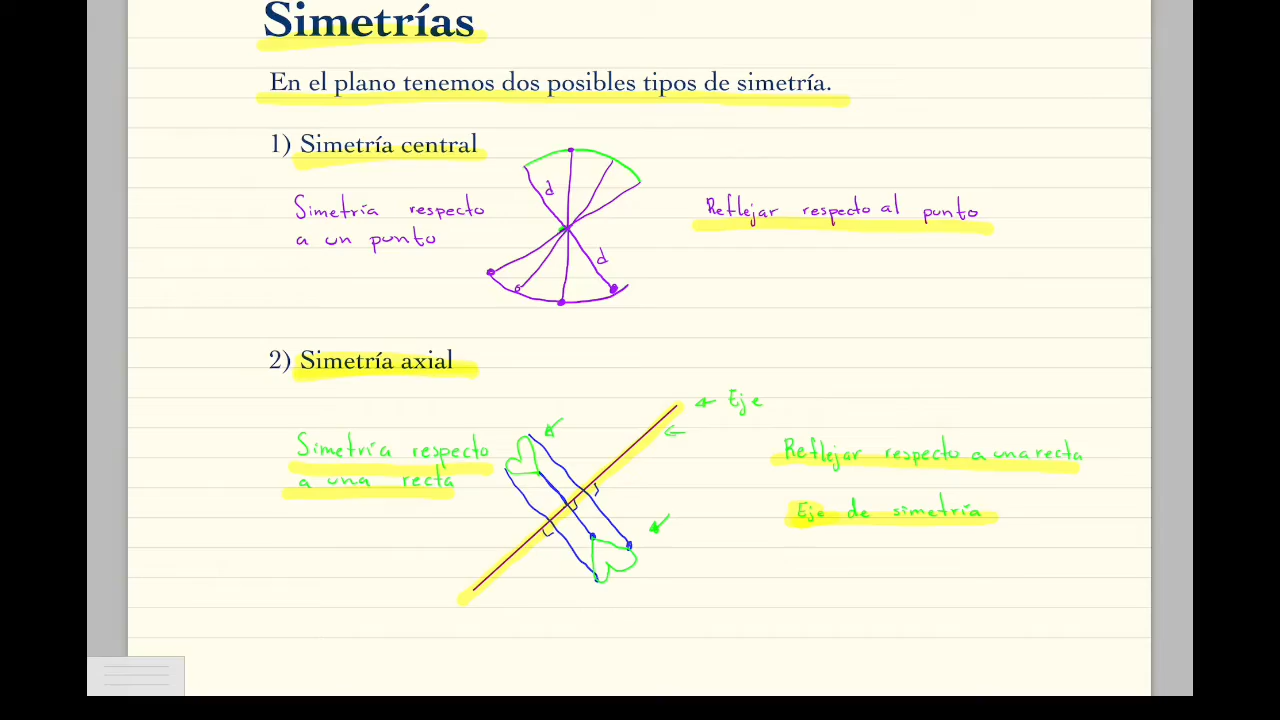 Simetrías
En el plano tenemos dos posibles tipos de simetría.
1) Simetría central
d
Simetría respecto
a un punto
Reflejar respecto al punto
d
2) Simetría axial
← Eje
Simetría respecto
a una recta
Reflejar respecto a una recta
Eje de simetría